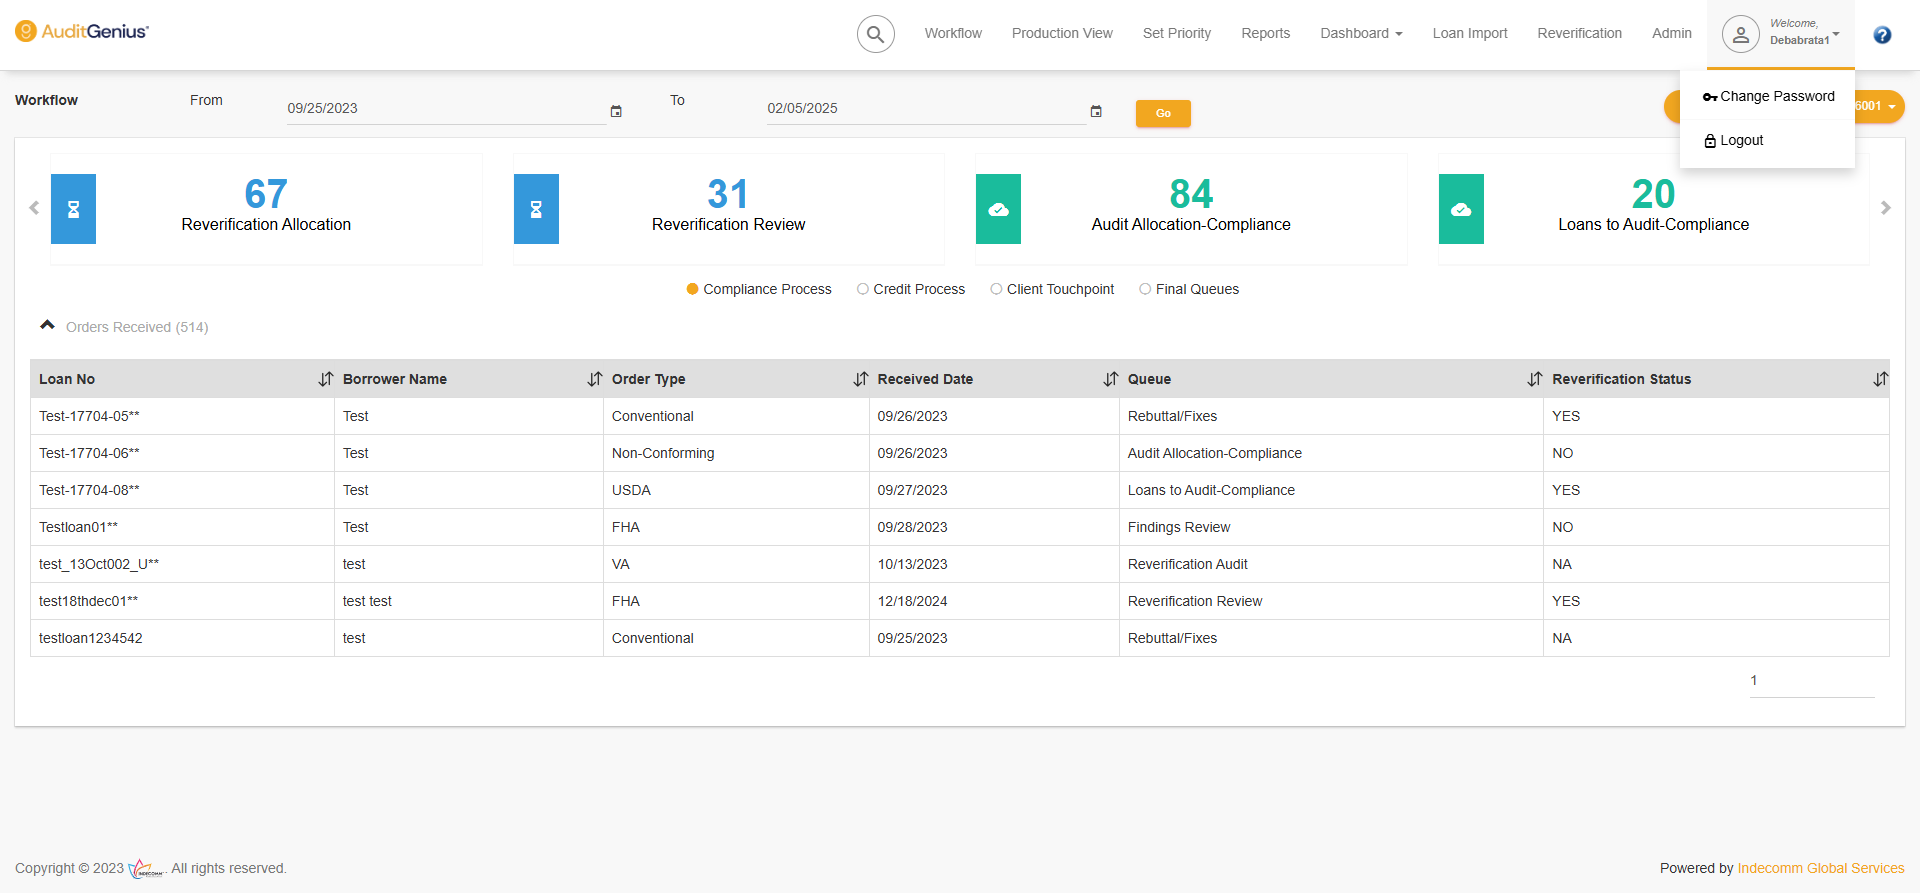 AuditGenius
Workflow Production View Set Priority Reports Dashboard Loan Import Reverification Admin
Welcome,
Debabrata1
Change Password
Logout
Workflow From 09/25/2023 To 02/05/2025 Go
6001
67
Reverification Allocation
31
Reverification Review
84
Audit Allocation-Compliance
20
Loans to Audit-Compliance
Compliance Process Credit Process Client Touchpoint Final Queues
Orders Received (514)
Loan No Borrower Name Order Type Received Date Queue Reverification Status
Test-17704-05** Test Conventional 09/26/2023 Rebuttal/Fixes YES
Test-17704-06** Test Non-Conforming 09/26/2023 Audit Allocation-Compliance NO
Test-17704-08** Test USDA 09/27/2023 Loans to Audit-Compliance YES
Testloan01** Test FHA 09/28/2023 Findings Review NO
test_13Oct002_U** test VA 10/13/2023 Reverification Audit NA
test18thdec01** test test FHA 12/18/2024 Reverification Review YES
testloan1234542 test Conventional 09/25/2023 Rebuttal/Fixes NA
1
Copyright © 2023 INDECOMM. All rights reserved.
Powered by Indecomm Global Services